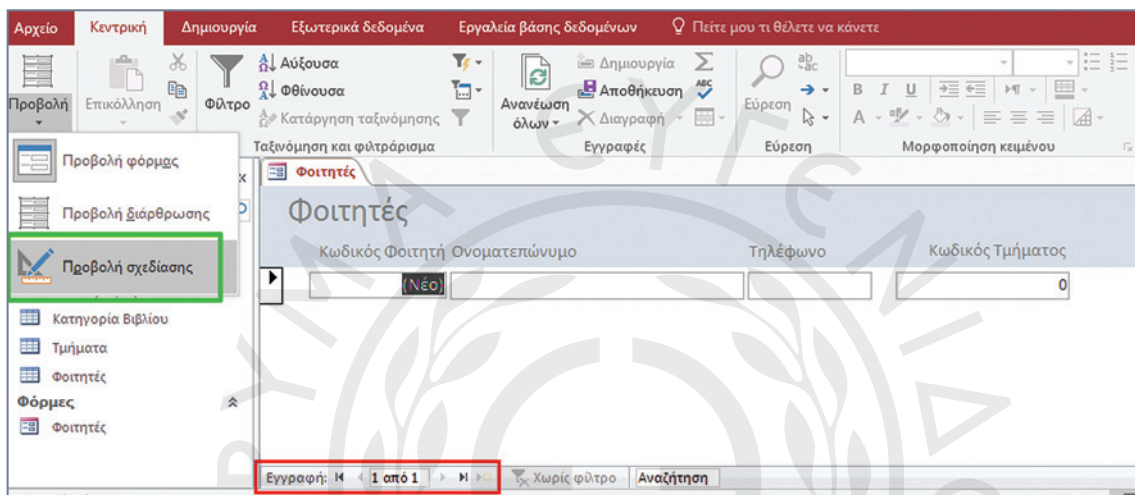 Αρχείο Κεντρική Δημιουργία Εξωτερικά δεδομένα Εργαλεία βάσης δεδομένων Πείτε μου τι θέλετε να κάνετε
Προβολή
Επικόλληση
Φίλτρο
Αύξουσα
Φθίνουσα
Κατάργηση ταξινόμησης
Ταξινόμηση και φιλτράρισμα
Ανανέωση
όλων
Δημιουργία
Αποθήκευση
Διαγραφή
Εγγραφές
Εύρεση
Εύρεση
B I U
A
Μορφοποίηση κειμένου
Προβολή φόρμας
Προβολή διάρθρωσης
Προβολή σχεδίασης
Κατηγορία Βιβλίου
Τμήματα
Φοιτητές
Φόρμες
Φοιτητές
Φοιτητές
Φοιτητές
Κωδικός Φοιτητή Ονοματεπώνυμο Τηλέφωνο Κωδικός Τμήματος
(Νέο) 0
Εγγραφή: 1 από 1 Χωρίς φίλτρο Αναζήτηση